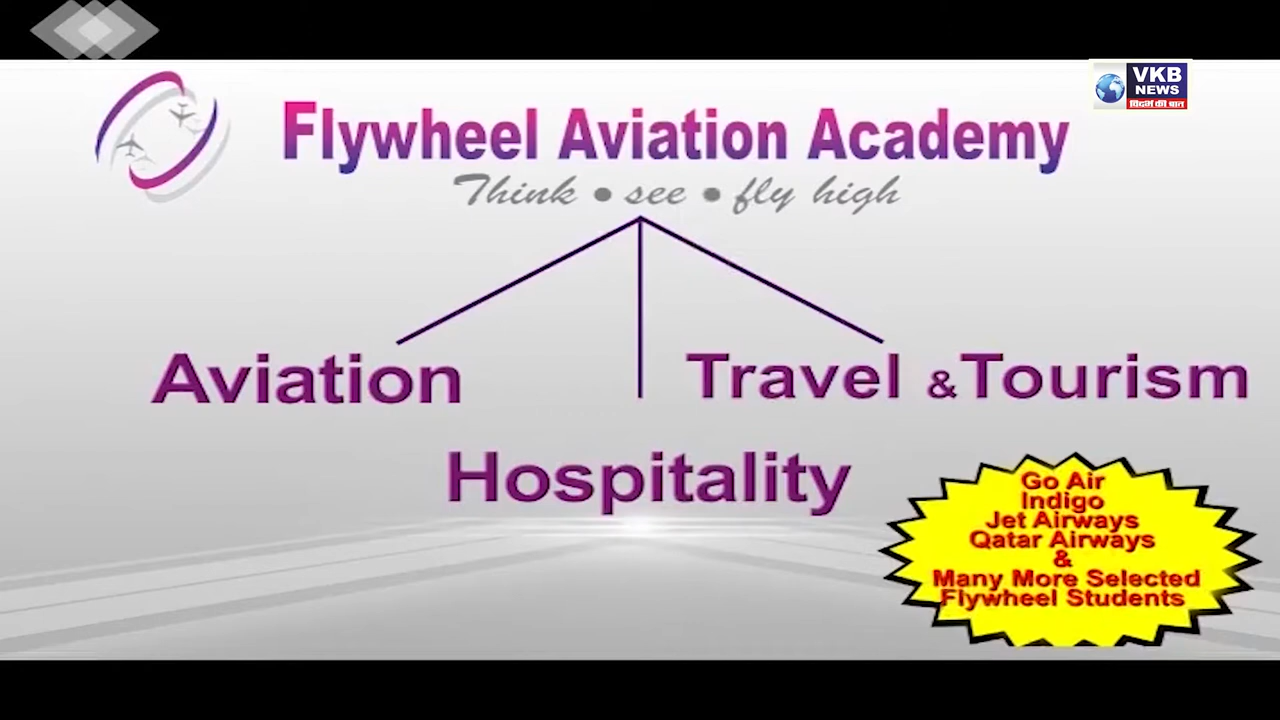 VKB
NEWS
विदर्भ की बात
Flywheel Aviation Academy
Think • see • fly high
Aviation
Travel & Tourism
Hospitality
Go Air
Indigo
Jet Airways
Qatar Airways
&
Many More Selected
Flywheel Students